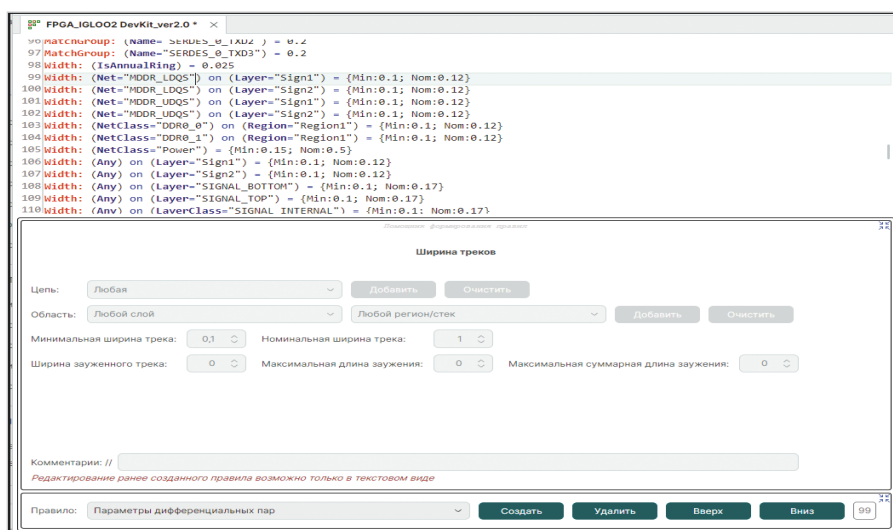 FPGA_IGLOO2 DevKit_ver2.0 * ×
96 MatchGroup: (Name="SERDES_0_TXD2") = 0.2
97 MatchGroup: (Name="SERDES_0_TXD3") = 0.2
98 Width: (IsAnnualRing) = 0.025
99 Width: (Net="MDDR_LDQS") on (Layer="Sign1") = {Min:0.1; Nom:0.12}
100 Width: (Net="MDDR_LDQS") on (Layer="Sign2") = {Min:0.1; Nom:0.12}
101 Width: (Net="MDDR_UDQS") on (Layer="Sign1") = {Min:0.1; Nom:0.12}
102 Width: (Net="MDDR_UDQS") on (Layer="Sign2") = {Min:0.1; Nom:0.12}
103 Width: (NetClass="DDR0_0") on (Region="Region1") = {Min:0.1; Nom:0.12}
104 Width: (NetClass="DDR0_1") on (Region="Region1") = {Min:0.1; Nom:0.12}
105 Width: (NetClass="Power") = {Min:0.15; Nom:0.5}
106 Width: (Any) on (Layer="Sign1") = {Min:0.1; Nom:0.12}
107 Width: (Any) on (Layer="Sign2") = {Min:0.1; Nom:0.12}
108 Width: (Any) on (Layer="SIGNAL_BOTTOM") = {Min:0.1; Nom:0.17}
109 Width: (Any) on (Layer="SIGNAL_TOP") = {Min:0.1; Nom:0.17}
110 Width: (Any) on (LayerClass="SIGNAL_INTERNAL") = {Min:0.1; Nom:0.17}
Помощник формирования правил
Ширина треков
Цепь: Любая Добавить Очистить
Область: Любой слой Любой регион/стек Добавить Очистить
Минимальная ширина трека: 0,1 Номинальная ширина трека: 1
Ширина зауженного трека: 0 Максимальная длина заужения: 0 Максимальная суммарная длина заужения: 0
Комментарии: //
Редактирование ранее созданного правила возможно только в текстовом виде
Правило: Параметры дифференциальных пар Создать Удалить Вверх Вниз 99